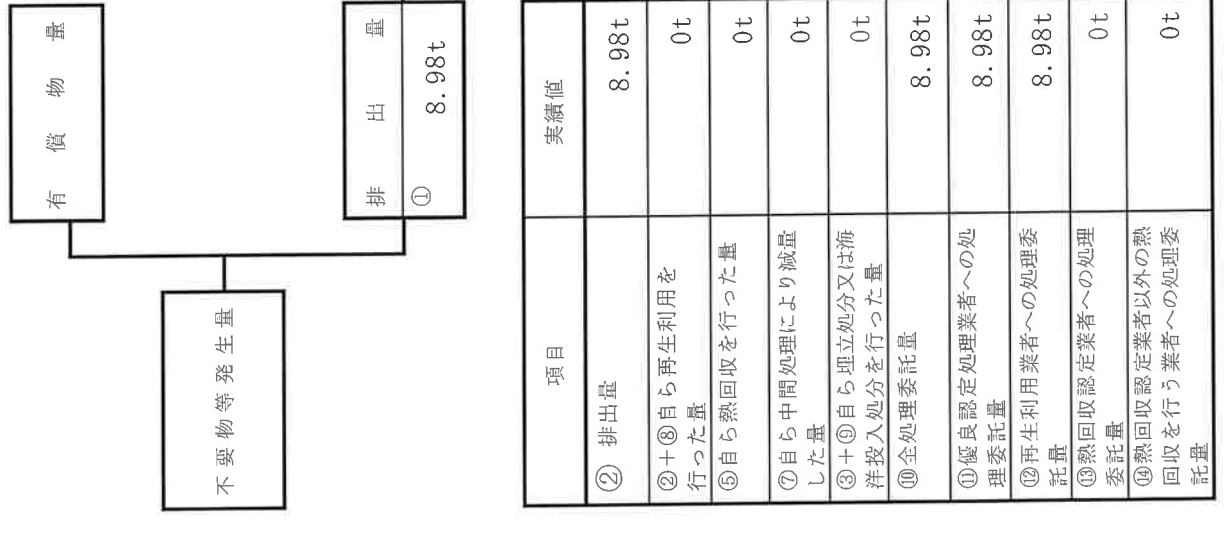 不要物等発生量
有償物量
排出量
① 8.98t
項目 実績値
② 排出量 8.98t
②+⑧自ら再生利用を
行った量 0t
⑤自ら熱回収を行った量 0t
⑦自ら中間処理により減量
した量 0t
③+⑨自ら埋立処分又は海
洋投入処分を行った量 0t
⑩全処理委託量 8.98t
⑪優良認定処理業者への処
理委託量 8.98t
⑫再生利用業者への処理委
託量 8.98t
⑬熱回収認定業者への処理
委託量 0t
⑭熱回収認定業者以外の熱
回収を行う業者への処理委
託量 0t